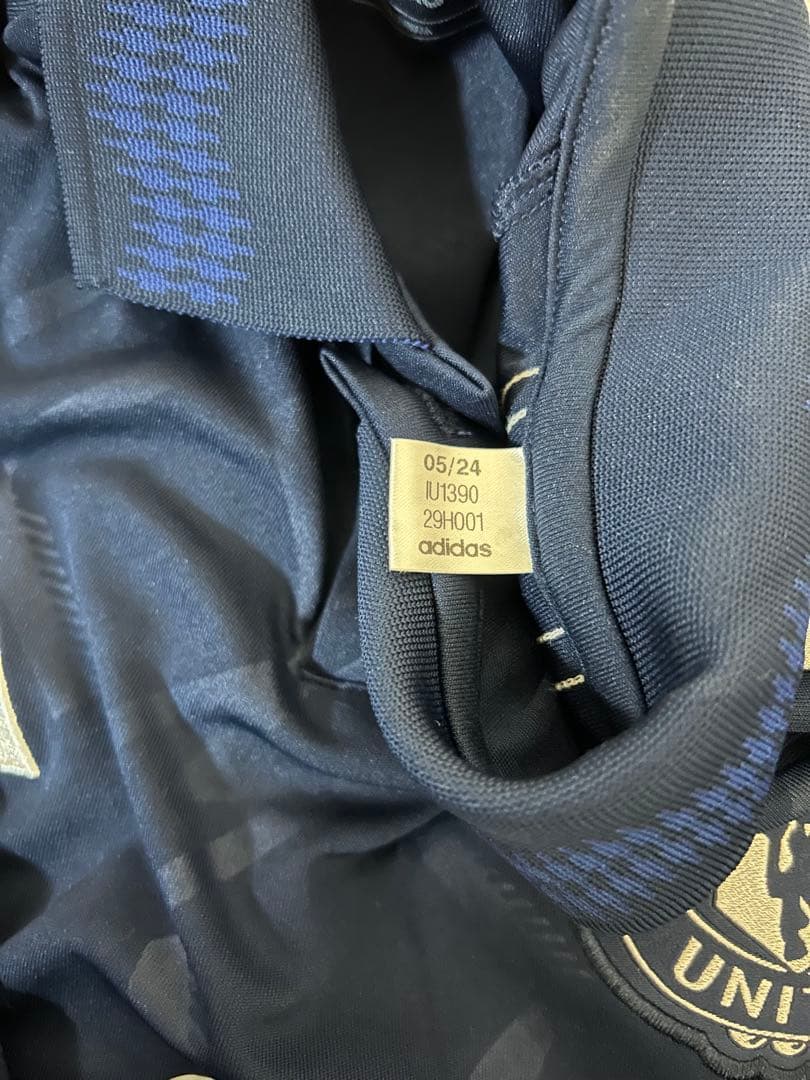 05/24
IU1390
29H001
adidas
UNIT